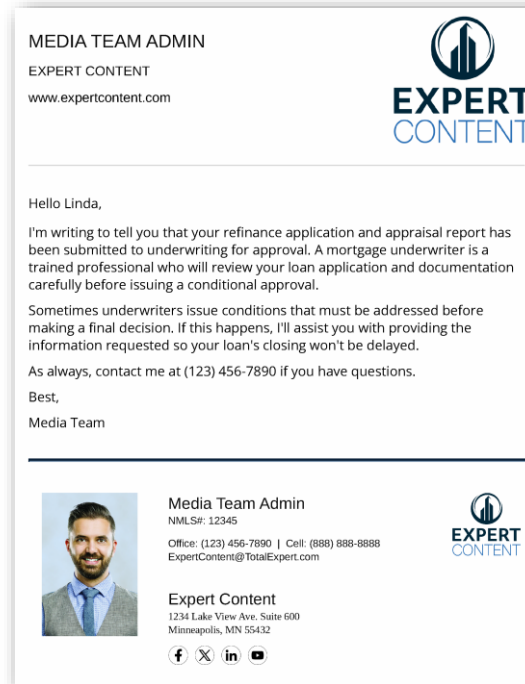 MEDIA TEAM ADMIN
EXPERT CONTENT
www.expertcontent.com
EXPERT
CONTENT
Hello Linda,
I'm writing to tell you that your refinance application and appraisal report has
been submitted to underwriting for approval. A mortgage underwriter is a
trained professional who will review your loan application and documentation
carefully before issuing a conditional approval.
Sometimes underwriters issue conditions that must be addressed before
making a final decision. If this happens, I'll assist you with providing the
information requested so your loan's closing won't be delayed.
As always, contact me at (123) 456-7890 if you have questions.
Best,
Media Team
Media Team Admin
NMLS#: 12345
Office: (123) 456-7890 | Cell: (888) 888-8888
ExpertContent@TotalExpert.com
EXPERT
CONTENT
Expert Content
1234 Lake View Ave. Suite 600
Minneapolis, MN 55432